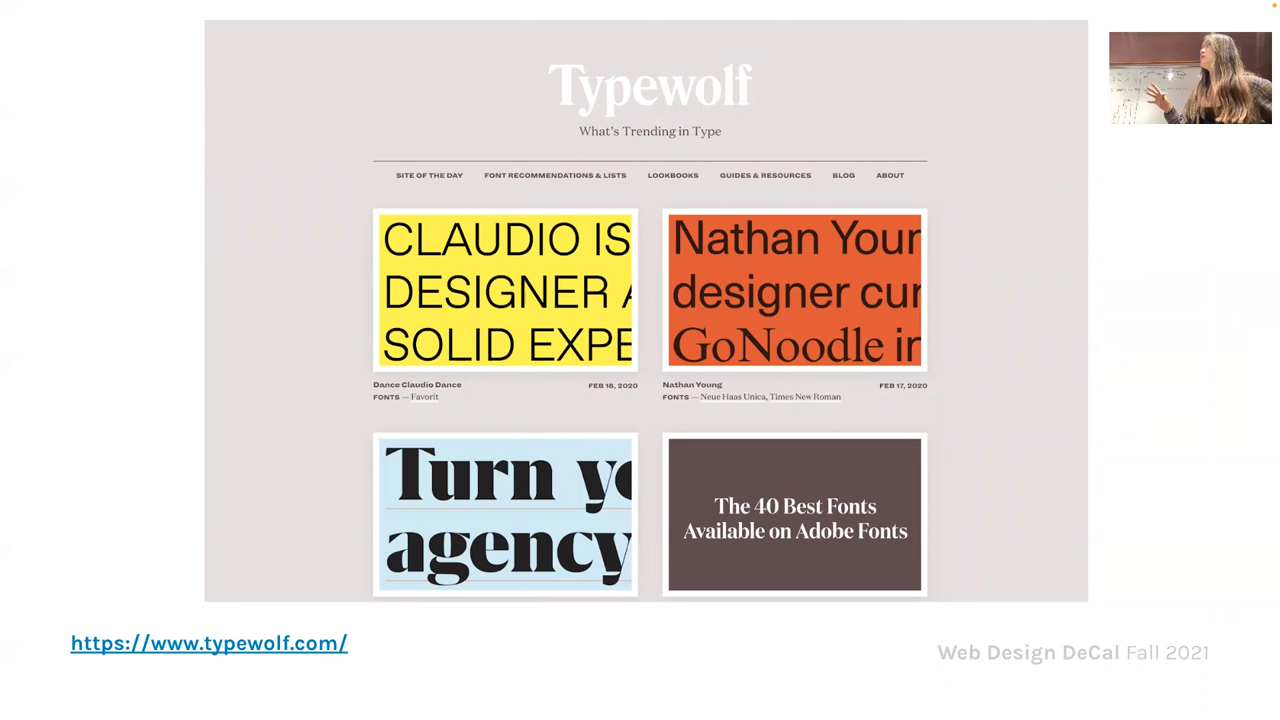 Typewolf
What's Trending in Type
SITE OF THE DAY FONT RECOMMENDATIONS & LISTS LOOKBOOKS GUIDES & RESOURCES BLOG ABOUT
CLAUDIO IS
DESIGNER A
SOLID EXPE
Nathan Your
designer cur
GoNoodle in
Dance Claudio Dance FEB 18, 2020
FONTS — Favorit
Nathan Young FEB 17, 2020
FONTS — Neue Haas Unica, Times New Roman
Turn yo
agency
The 40 Best Fonts
Available on Adobe Fonts
https://www.typewolf.com/
Web Design DeCal Fall 2021